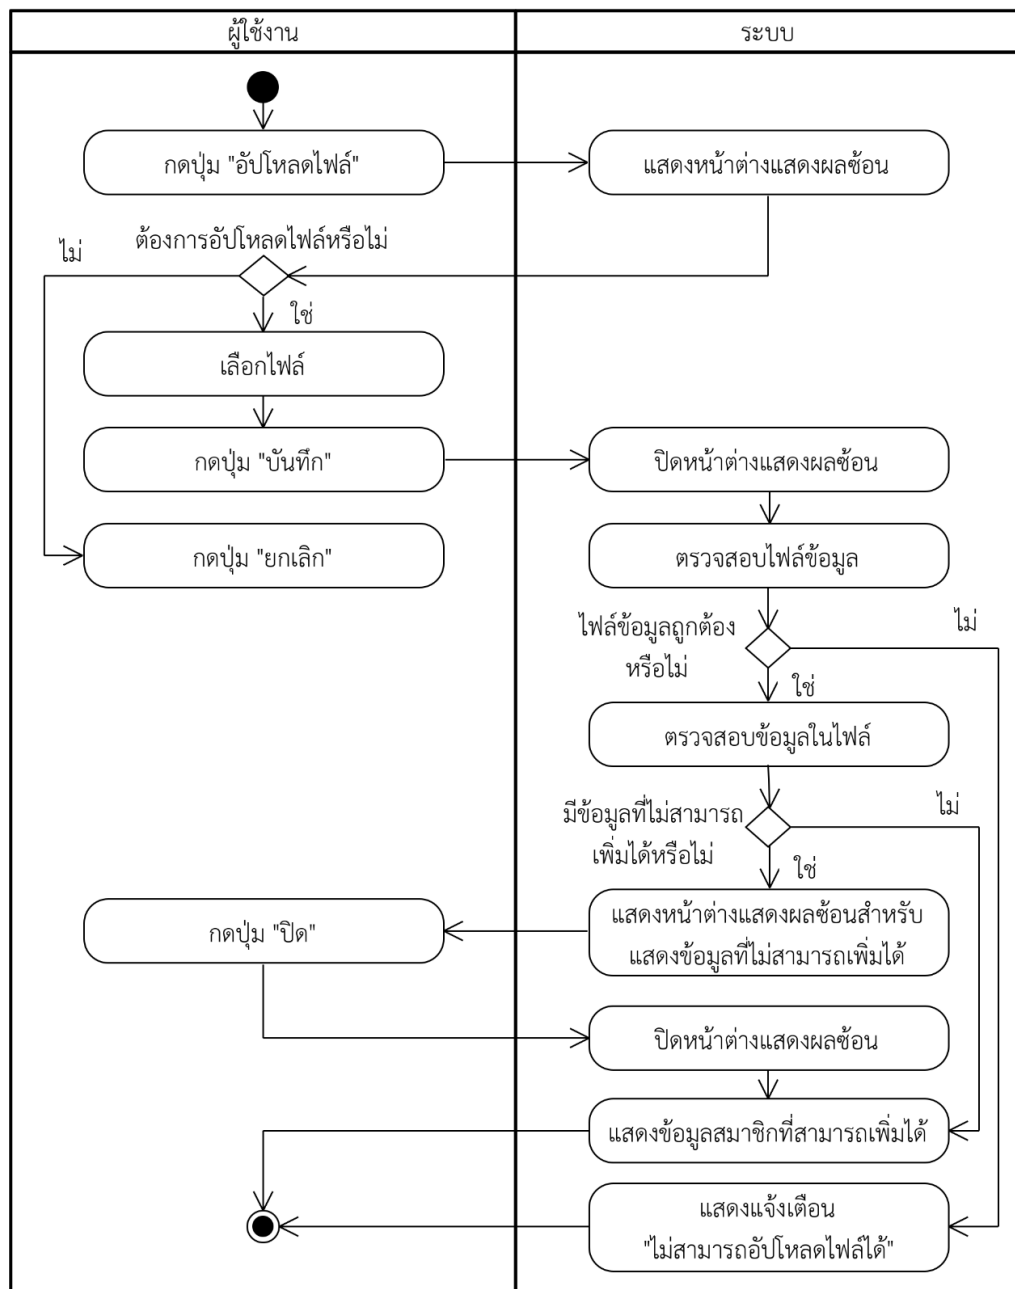 ผู้ใช้งาน
ระบบ
กดปุ่ม "อัปโหลดไฟล์"
แสดงหน้าต่างแสดงผลซ้อน
ต้องการอัปโหลดไฟล์หรือไม่
ไม่
ใช่
เลือกไฟล์
กดปุ่ม "บันทึก"
ปิดหน้าต่างแสดงผลซ้อน
กดปุ่ม "ยกเลิก"
ตรวจสอบไฟล์ข้อมูล
ไฟล์ข้อมูลถูกต้อง
หรือไม่
ไม่
ใช่
ตรวจสอบข้อมูลในไฟล์
มีข้อมูลที่ไม่สามารถ
เพิ่มได้หรือไม่
ไม่
ใช่
แสดงหน้าต่างแสดงผลซ้อนสำหรับ
แสดงข้อมูลที่ไม่สามารถเพิ่มได้
กดปุ่ม "ปิด"
ปิดหน้าต่างแสดงผลซ้อน
แสดงข้อมูลสมาชิกที่สามารถเพิ่มได้
แสดงแจ้งเตือน
"ไม่สามารถอัปโหลดไฟล์ได้"